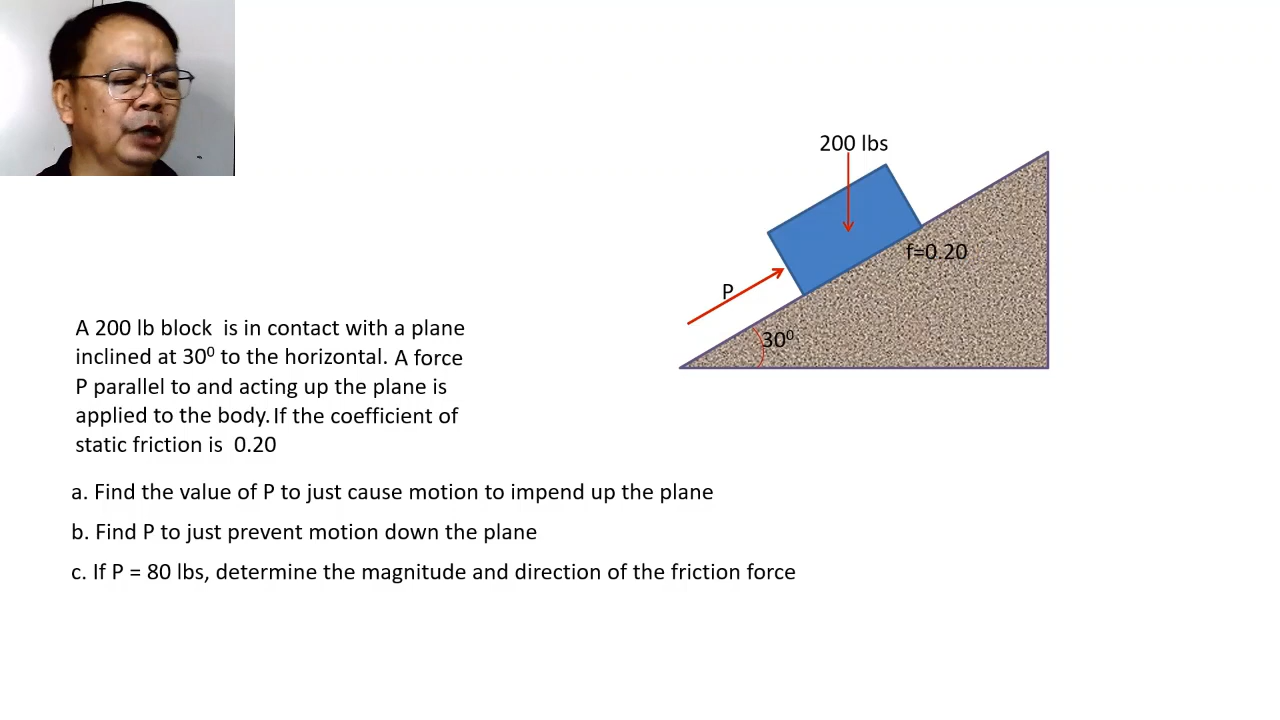 200 lbs
f=0.20
P
30⁰
A 200 lb block  is in contact with a plane
inclined at 30⁰ to the horizontal. A force
P parallel to and acting up the plane is
applied to the body. If the coefficient of
static friction is  0.20
a. Find the value of P to just cause motion to impend up the plane
b. Find P to just prevent motion down the plane
c. If P = 80 lbs, determine the magnitude and direction of the friction force